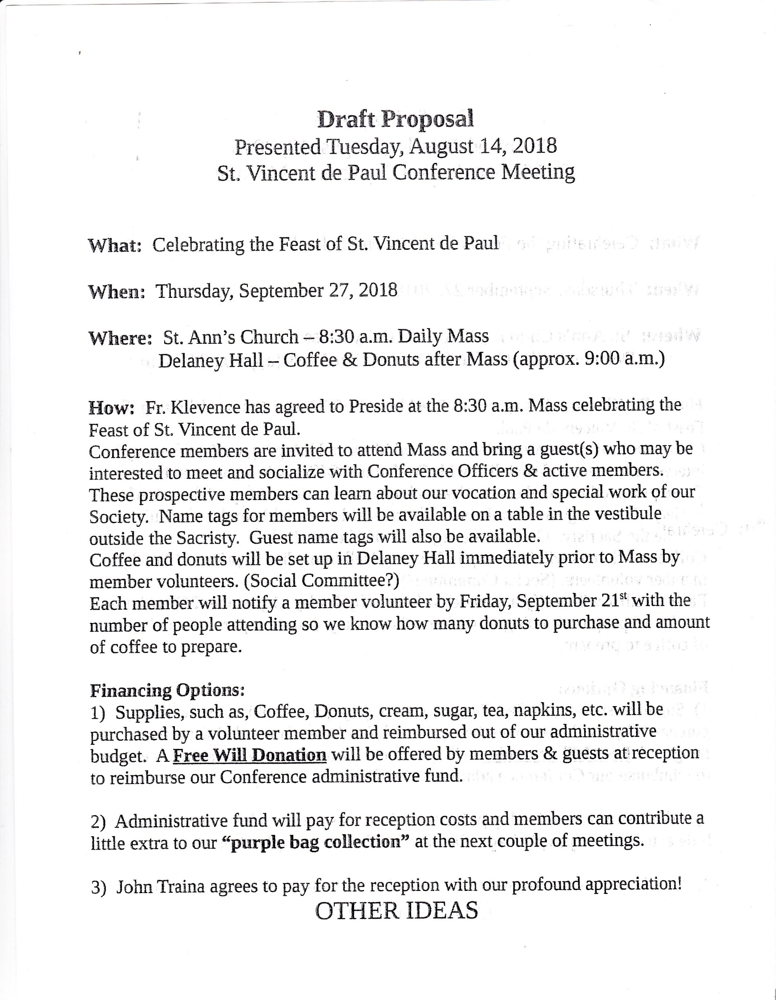 Draft Proposal
Presented Tuesday, August 14, 2018
St. Vincent de Paul Conference Meeting
What: Celebrating the Feast of St. Vincent de Paul
When: Thursday, September 27, 2018
Where: St. Ann's Church – 8:30 a.m. Daily Mass
Delaney Hall – Coffee & Donuts after Mass (approx. 9:00 a.m.)
How: Fr. Klevence has agreed to Preside at the 8:30 a.m. Mass celebrating the
Feast of St. Vincent de Paul.
Conference members are invited to attend Mass and bring a guest(s) who may be
interested to meet and socialize with Conference Officers & active members.
These prospective members can learn about our vocation and special work of our
Society. Name tags for members will be available on a table in the vestibule
outside the Sacristy. Guest name tags will also be available.
Coffee and donuts will be set up in Delaney Hall immediately prior to Mass by
member volunteers. (Social Committee?)
Each member will notify a member volunteer by Friday, September 21st with the
number of people attending so we know how many donuts to purchase and amount
of coffee to prepare.
Financing Options:
1) Supplies, such as, Coffee, Donuts, cream, sugar, tea, napkins, etc. will be
purchased by a volunteer member and reimbursed out of our administrative
budget. A Free Will Donation will be offered by members & guests at reception
to reimburse our Conference administrative fund.
2) Administrative fund will pay for reception costs and members can contribute a
little extra to our "purple bag collection" at the next couple of meetings.
3) John Traina agrees to pay for the reception with our profound appreciation!
OTHER IDEAS